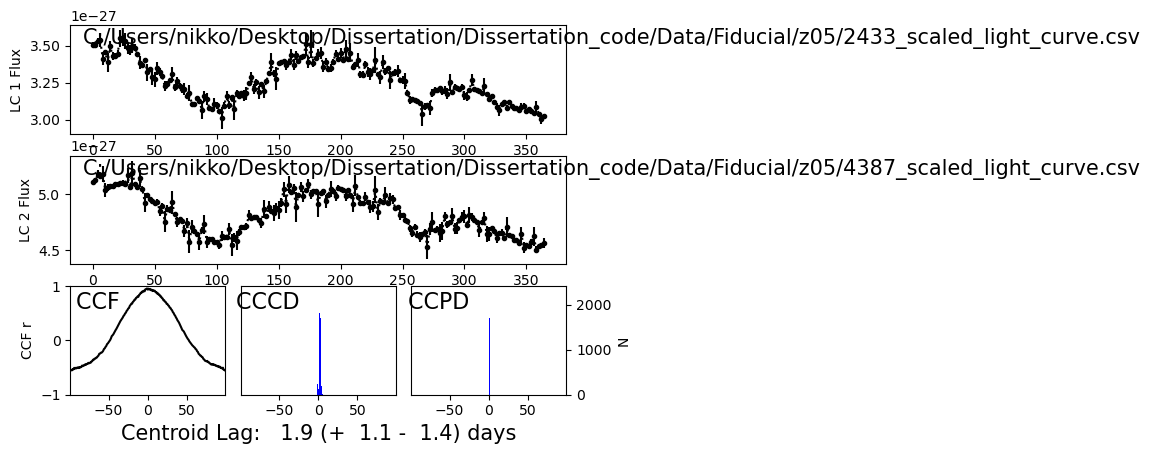 1e−27
C:/Users/nikko/Desktop/Dissertation/Dissertation_code/Data/Fiducial/z05/2433_scaled_light_curve.csv
LC 1 Flux
3.50
3.25
3.00
0 50 100 150 200 250 300 350
1e−27
C:/Users/nikko/Desktop/Dissertation/Dissertation_code/Data/Fiducial/z05/4387_scaled_light_curve.csv
LC 2 Flux
5.0
4.5
0 50 100 150 200 250 300 350
CCF CCCD CCPD
CCF r
1
0
−1
2000
1000
0
N
−50 0 50 −50 0 50 −50 0 50
Centroid Lag: 1.9 (+ 1.1 - 1.4) days